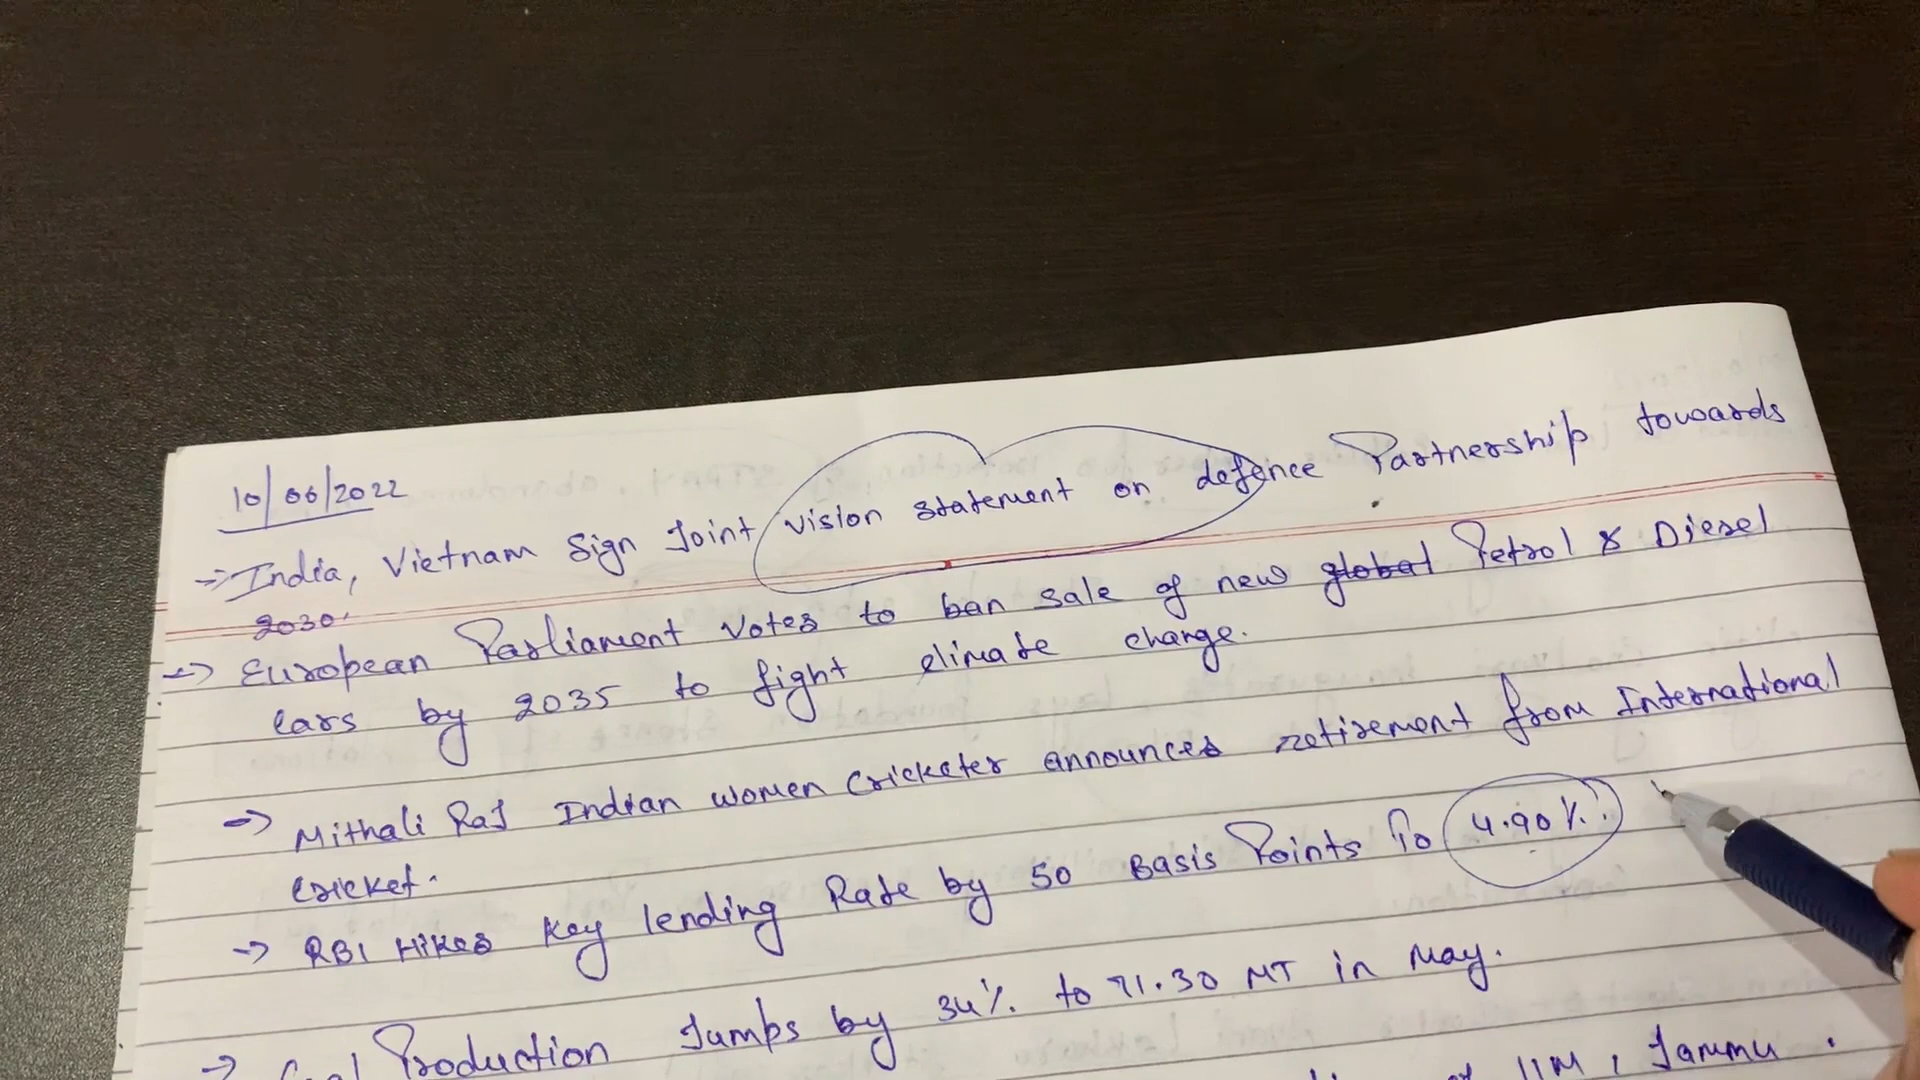 10/06/2022
→ India, Vietnam Sign Joint vision statement on defence Partnership towards
2030.
→ European Parliament Votes to ban sale of new global Petrol & Diesel
cars by 2035 to fight climate change.
→ Mithali Raj Indian women cricketer announces retirement from International
cricket.
→ RBI Hikes Key lending Rate by 50 Basis Points To 4.90%.
→ Coal Production Jumps by 34% to 71.30 MT in May.
IIM, Jammu.